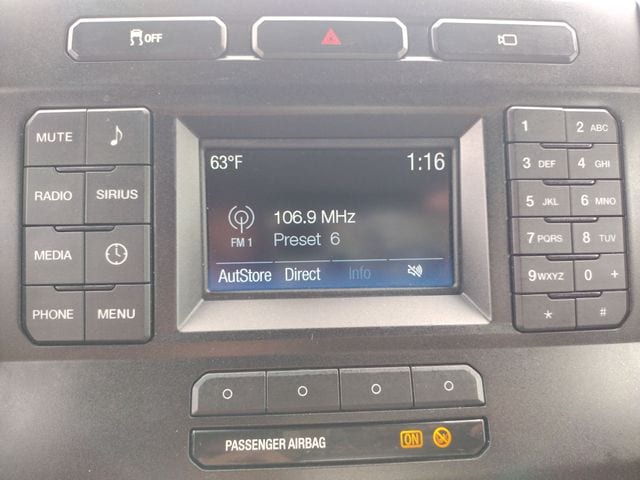 OFF
MUTE
RADIO SIRIUS
MEDIA
PHONE MENU
63°F 1:16
106.9 MHz
FM 1 Preset 6
AutStore Direct Info
1 2 ABC
3 DEF 4 GHI
5 JKL 6 MNO
7 PQRS 8 TUV
9 WXYZ 0 +
* #
PASSENGER AIRBAG ON